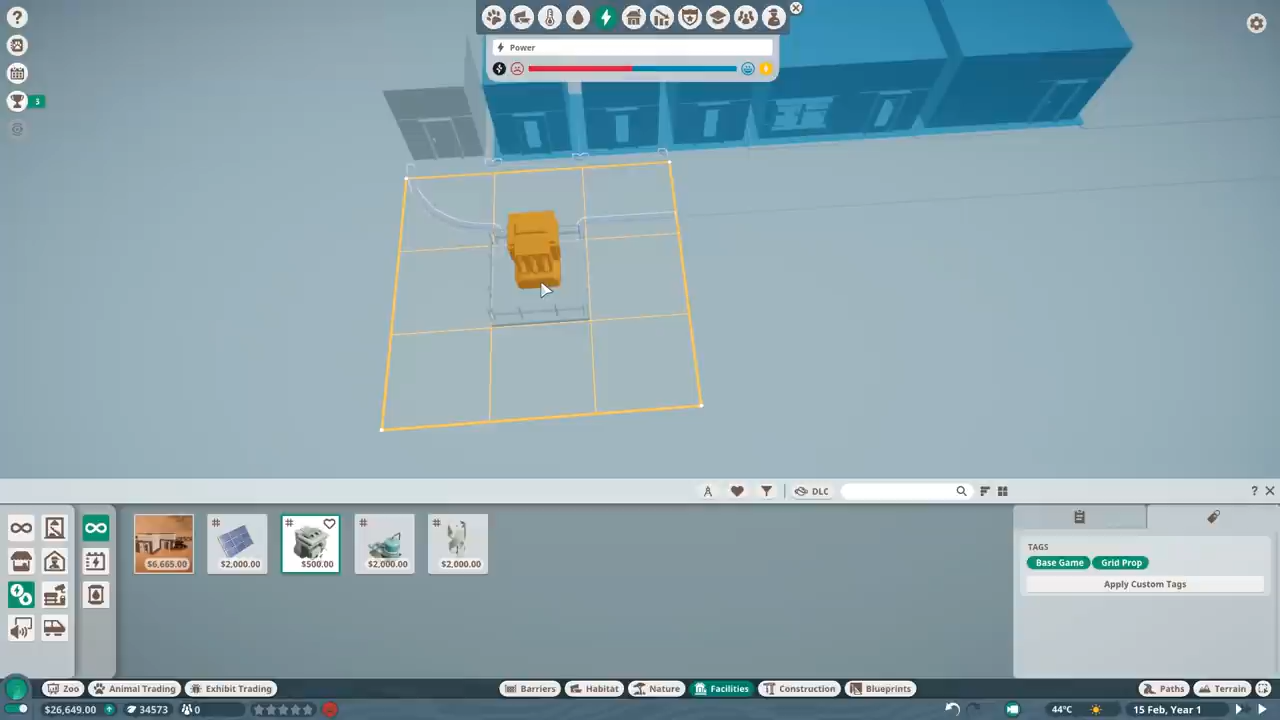 ?
Power
3
? 
DLC
$6,665.00
# $2,000.00
# $500.00
# $2,000.00
# $2,000.00
TAGS
Base Game Grid Prop
Apply Custom Tags
Zoo Animal Trading Exhibit Trading Barriers Habitat Nature Facilities Construction Blueprints Paths Terrain
$26,649.00 34573 0 44°C 15 Feb, Year 1